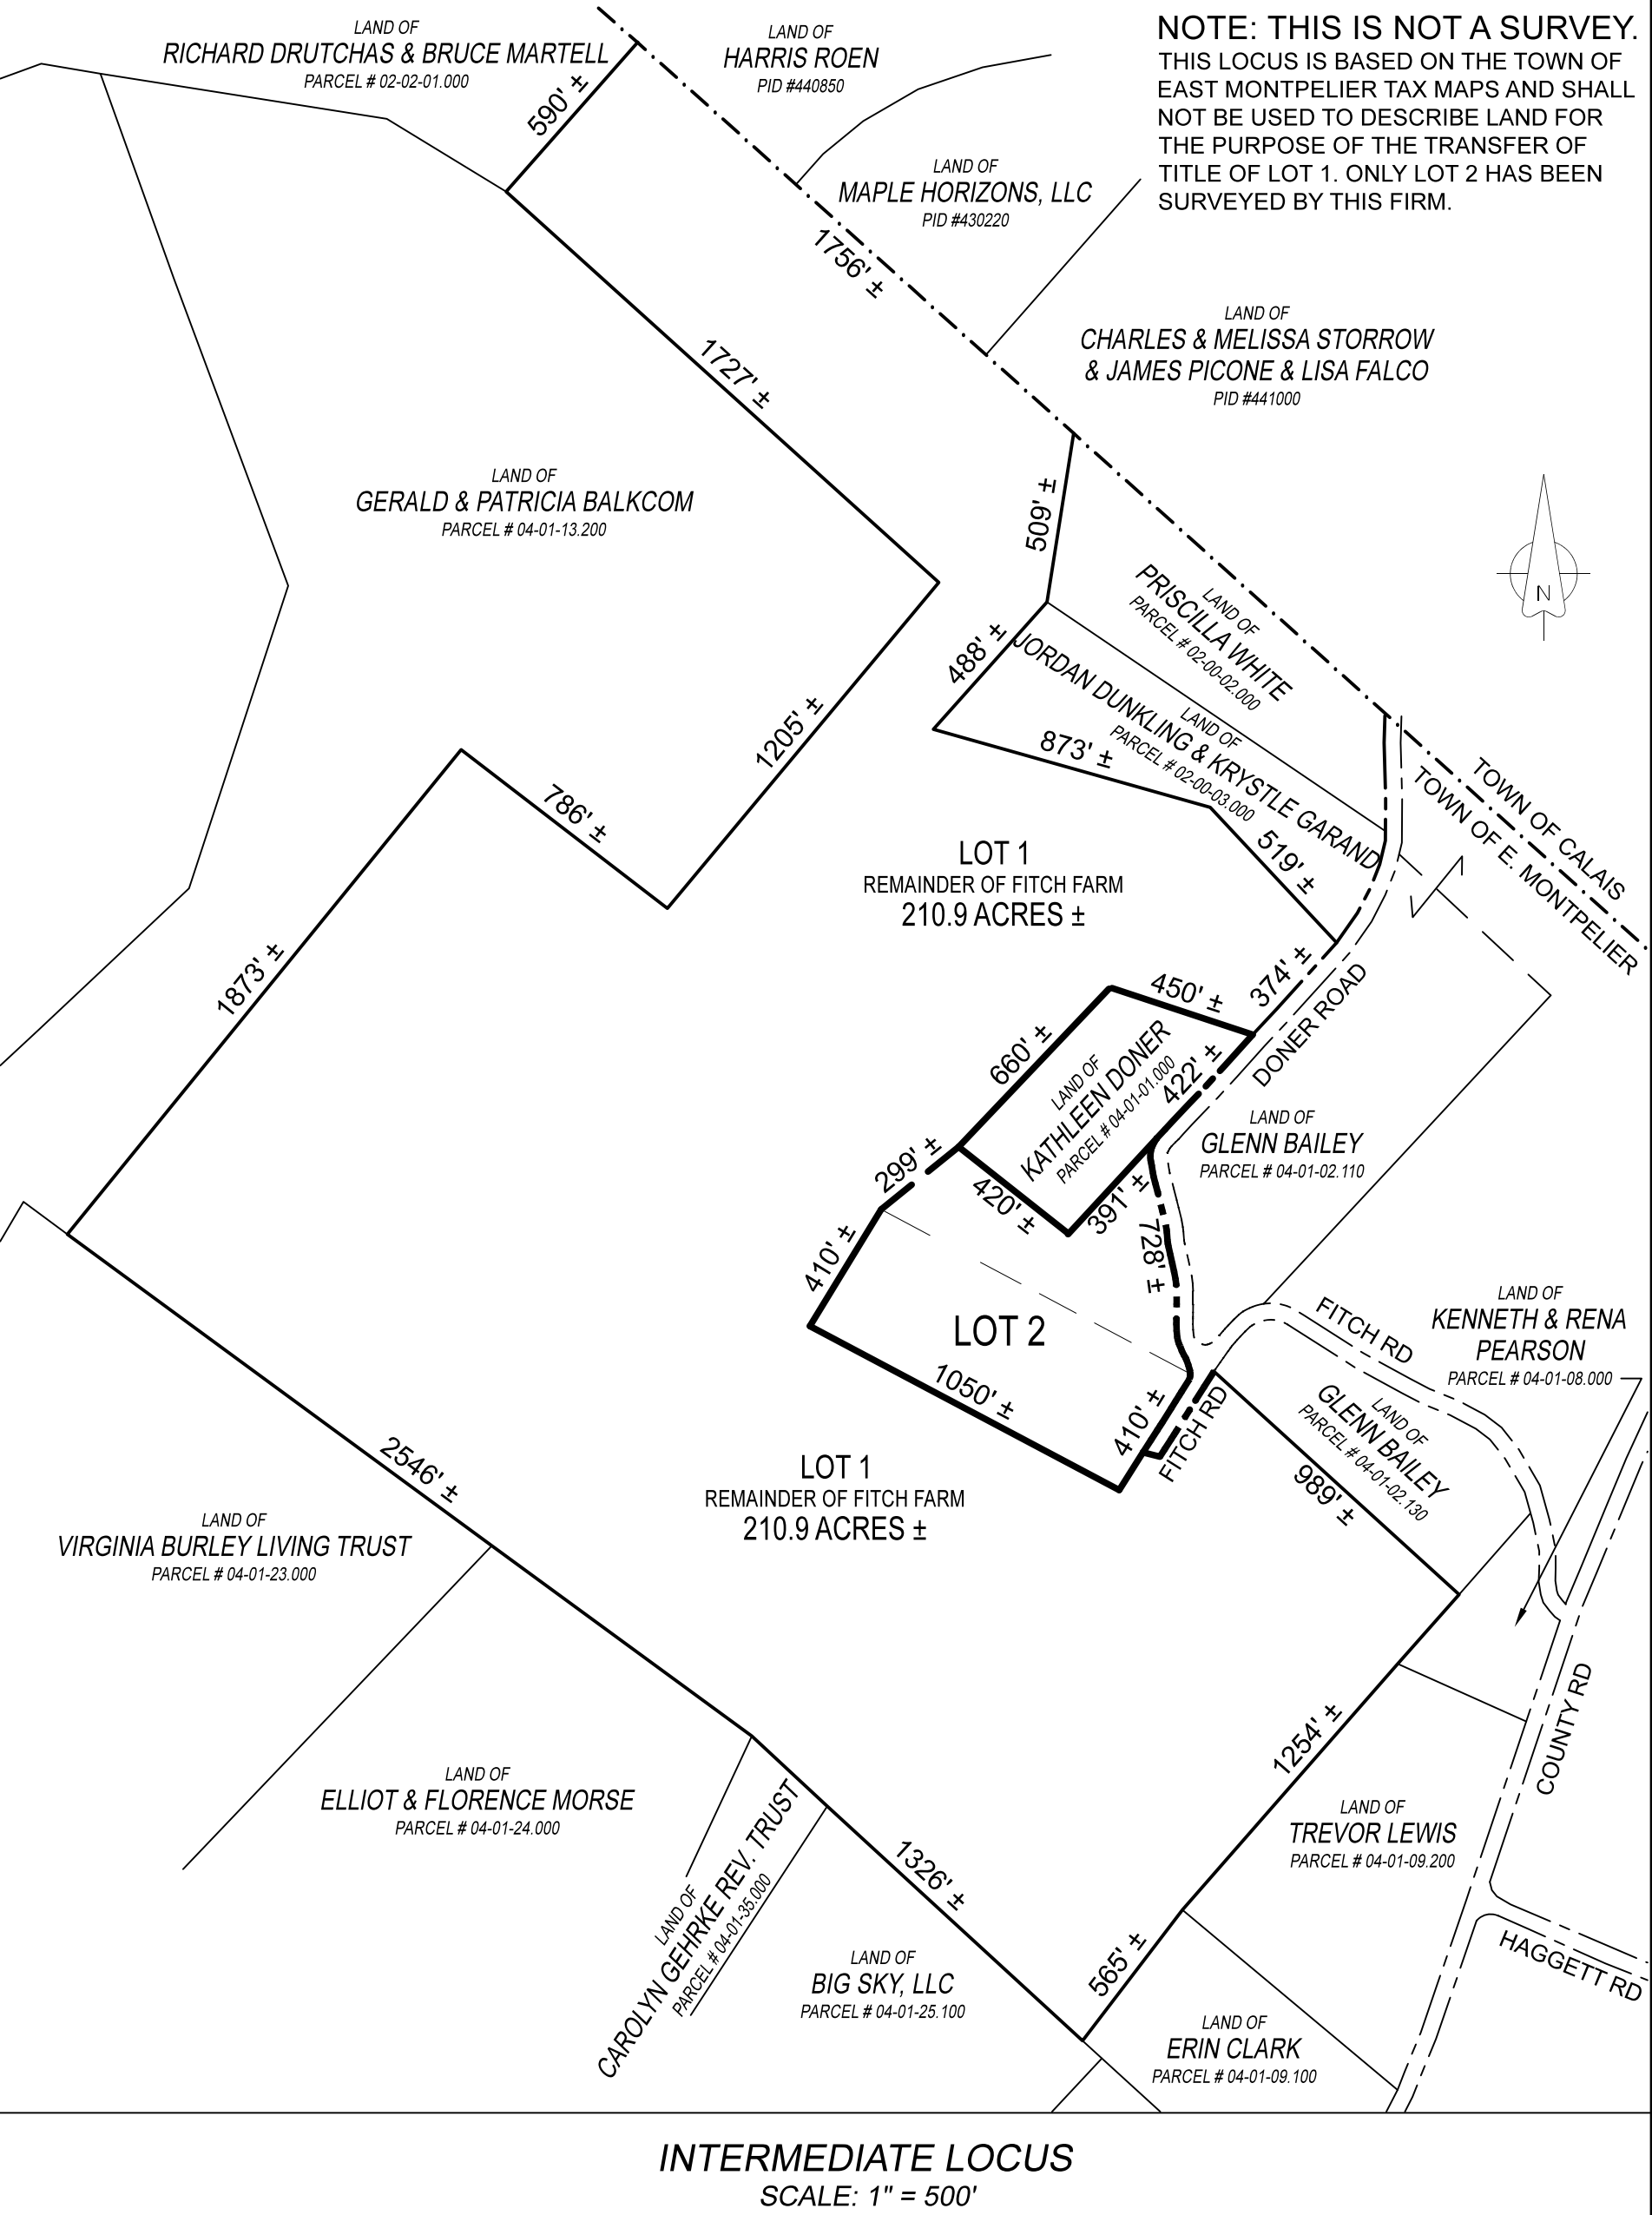 LAND OF
RICHARD DRUTCHAS & BRUCE MARTELL
PARCEL # 02-02-01.000
590' ±
LAND OF
HARRIS ROEN
PID #440850
NOTE: THIS IS NOT A SURVEY.
THIS LOCUS IS BASED ON THE TOWN OF
EAST MONTPELIER TAX MAPS AND SHALL
NOT BE USED TO DESCRIBE LAND FOR
THE PURPOSE OF THE TRANSFER OF
TITLE OF LOT 1. ONLY LOT 2 HAS BEEN
SURVEYED BY THIS FIRM.
LAND OF
MAPLE HORIZONS, LLC
PID #430220
1756' ±
LAND OF
CHARLES & MELISSA STORROW
& JAMES PICONE & LISA FALCO
PID #441000
1727' ±
LAND OF
GERALD & PATRICIA BALKCOM
PARCEL # 04-01-13.200
509' ±
N
LAND OF
PRISCILLA WHITE
PARCEL # 02-00-02.000
488' ±
LAND OF
JORDAN DUNKLING & KRYSTLE GARAND
PARCEL # 02-00-03.000
1205' ±
873' ±
786' ±
519' ±
TOWN OF CALAIS
TOWN OF E. MONTPELIER
LOT 1
REMAINDER OF FITCH FARM
210.9 ACRES ±
1873' ±
374' ±
450' ±
DONER ROAD
660' ±
LAND OF
KATHLEEN DONER
PARCEL # 04-01-01.000
422' ±
LAND OF
GLENN BAILEY
PARCEL # 04-01-02.110
299' ±
420' ±
391' ±
728' ±
410' ±
LOT 2
FITCH RD
LAND OF
KENNETH & RENA
PEARSON
PARCEL # 04-01-08.000
1050' ±
410' ±
FITCH RD
LAND OF
GLENN BAILEY
PARCEL # 04-01-02.130
989' ±
2546' ±
LOT 1
REMAINDER OF FITCH FARM
210.9 ACRES ±
LAND OF
VIRGINIA BURLEY LIVING TRUST
PARCEL # 04-01-23.000
COUNTY RD
1254' ±
LAND OF
ELLIOT & FLORENCE MORSE
PARCEL # 04-01-24.000
LAND OF
CAROLYN GEHRKE REV. TRUST
PARCEL # 04-01-35.000
1326' ±
LAND OF
TREVOR LEWIS
PARCEL # 04-01-09.200
HAGGETT RD
565' ±
LAND OF
BIG SKY, LLC
PARCEL # 04-01-25.100
LAND OF
ERIN CLARK
PARCEL # 04-01-09.100
INTERMEDIATE LOCUS
SCALE: 1" = 500'